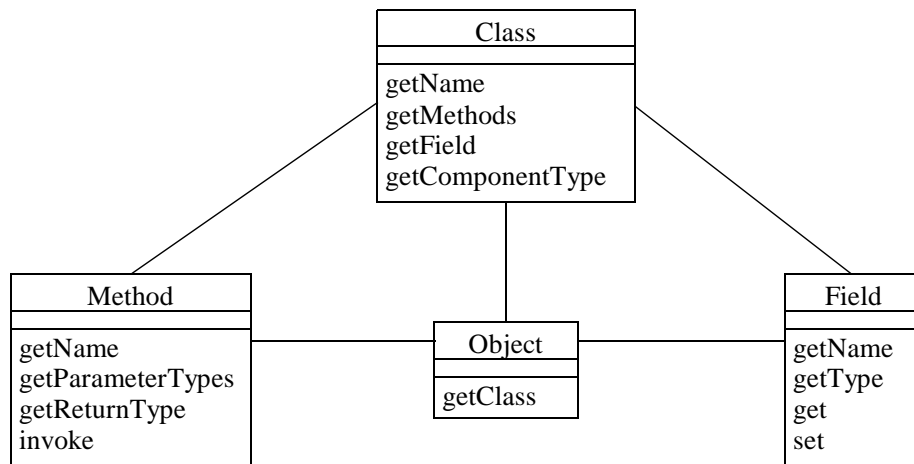 Class
getName
getMethods
getField
getComponentType
Method
getName
getParameterTypes
getReturnType
invoke
Object
getClass
Field
getName
getType
get
set